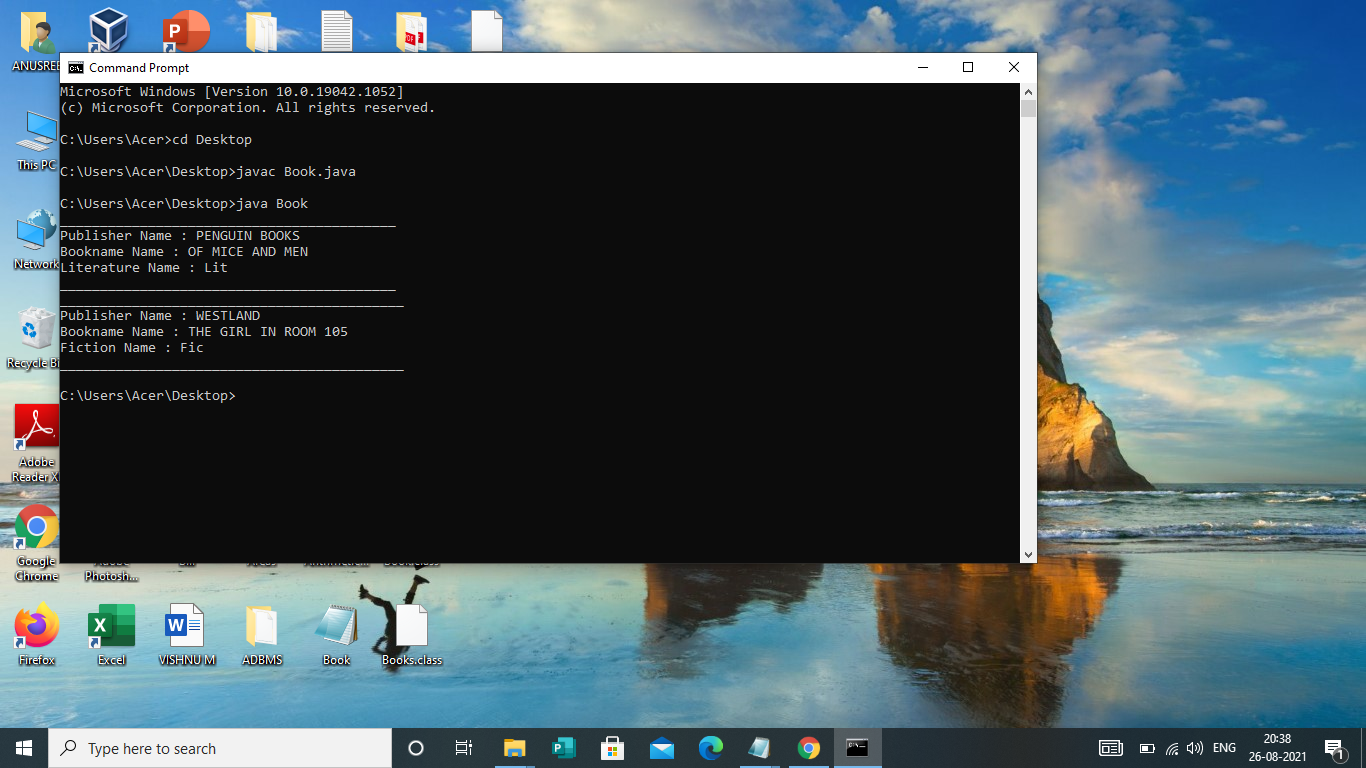 ANUSREE
Command Prompt
Microsoft Windows [Version 10.0.19042.1052]
(c) Microsoft Corporation. All rights reserved.
C:\Users\Acer>cd Desktop
C:\Users\Acer\Desktop>javac Book.java
C:\Users\Acer\Desktop>java Book
__________________________________________
Publisher Name : PENGUIN BOOKS
Bookname Name : OF MICE AND MEN
Literature Name : Lit
__________________________________________
___________________________________________
Publisher Name : WESTLAND
Bookname Name : THE GIRL IN ROOM 105
Fiction Name : Fic
___________________________________________
C:\Users\Acer\Desktop>
This PC
Network
Recycle Bi
Adobe
Reader X
Google
Chrome
Photosh...
Firefox
Excel
VISHNU M
ADBMS
Book
Books.class
Type here to search
ENG
20:38
26-08-2021
1